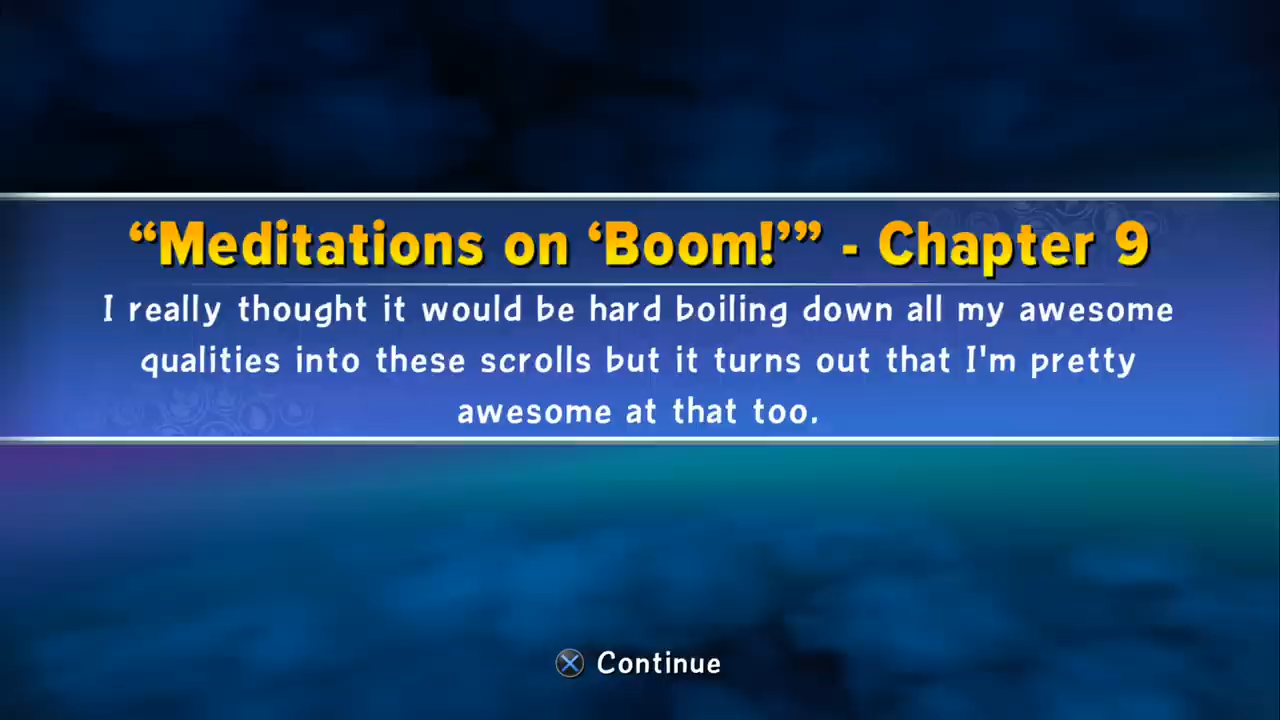 “Meditations on ‘Boom!’” - Chapter 9
I really thought it would be hard boiling down all my awesome
qualities into these scrolls but it turns out that I'm pretty
awesome at that too.
Continue